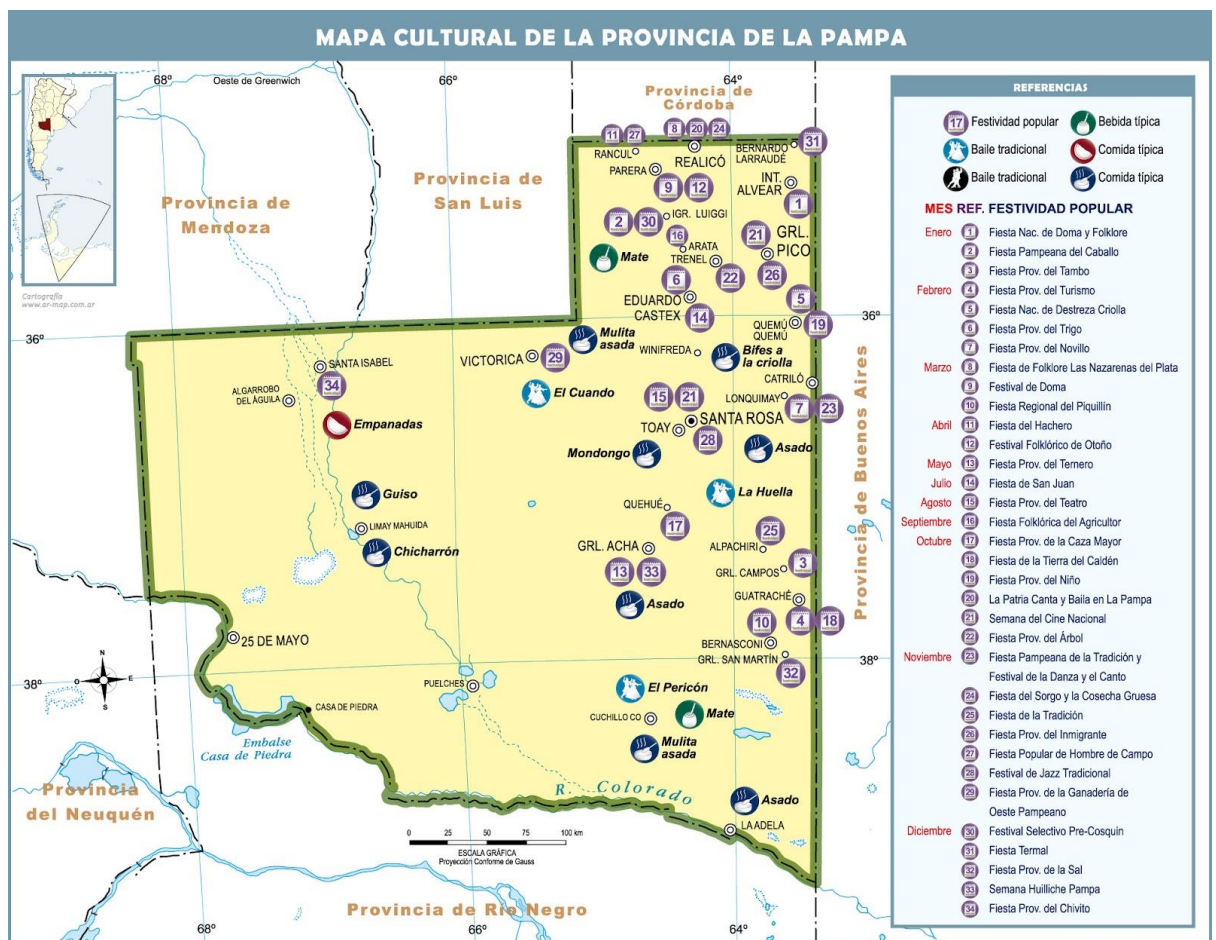 MAPA CULTURAL DE LA PROVINCIA DE LA PAMPA
68°
Oeste de Greenwich
66°
64°
Provincia de
Córdoba
Provincia de
San Luis
Provincia de
Mendoza
Cartografía
www.ar-map.com.ar
11
27
8
20
24
31
RANCUL
REALICÓ
BERNARDO
LARRAUDÉ
PARERA
INT.
ALVEAR
9
12
1
2
30
IGR. LUIGGI
16
21
GRL.
PICO
ARATA
TRENEL
Mate
6
22
26
EDUARDO
CASTEX
14
5
36°
36°
QUEMÚ
QUEMÚ
19
Mulita
asada
WINIFREDA
Bifes a
la criolla
VICTORICA
29
SANTA ISABEL
34
ALGARROBO
DEL ÁGUILA
El Cuando
CATRILÓ
LONQUIMAY
7
23
15
21
SANTA ROSA
TOAY
28
Empanadas
Mondongo
Asado
Guiso
La Huella
LIMAY MAHUIDA
Chicharrón
QUEHUÉ
17
25
GRL. ACHA
ALPACHIRI
13
33
GRL. CAMPOS
3
Asado
GUATRACHÉ
10
4
18
25 DE MAYO
BERNASCONI
GRL. SAN MARTÍN
32
38°
38°
N
O
E
S
PUELCHES
El Pericón
CASA DE PIEDRA
CUCHILLO CO
Mate
Embalse
Casa de Piedra
Mulita
asada
R. Colorado
Asado
LA ADELA
Provincia
del Neuquén
0 25 50 75 100 km
ESCALA GRÁFICA
Proyección Conforme de Gauss
Provincia de Río Negro
Provincia de Buenos Aires
68°
66°
64°
REFERENCIAS
17 Festividad popular
Bebida típica
Baile tradicional
Comida típica
Baile tradicional
Comida típica
MES REF. FESTIVIDAD POPULAR
Enero 1 Fiesta Nac. de Doma y Folklore
2 Fiesta Pampeana del Caballo
3 Fiesta Prov. del Tambo
Febrero 4 Fiesta Prov. del Turismo
5 Fiesta Nac. de Destreza Criolla
6 Fiesta Prov. del Trigo
7 Fiesta Prov. del Novillo
Marzo 8 Fiesta de Folklore Las Nazarenas del Plata
9 Festival de Doma
10 Fiesta Regional del Piquillín
Abril 11 Fiesta del Hachero
12 Festival Folklórico de Otoño
Mayo 13 Fiesta Prov. del Ternero
Julio 14 Fiesta de San Juan
Agosto 15 Fiesta Prov. del Teatro
Septiembre 16 Fiesta Folklórica del Agricultor
Octubre 17 Fiesta Prov. de la Caza Mayor
18 Fiesta de la Tierra del Caldén
19 Fiesta Prov. del Niño
20 La Patria Canta y Baila en La Pampa
21 Semana del Cine Nacional
22 Fiesta Prov. del Árbol
Noviembre 23 Fiesta Pampeana de la Tradición y
Festival de la Danza y el Canto
24 Fiesta del Sorgo y la Cosecha Gruesa
25 Fiesta de la Tradición
26 Fiesta Prov. del Inmigrante
27 Fiesta Popular de Hombre de Campo
28 Festival de Jazz Tradicional
29 Fiesta Prov. de la Ganadería de
Oeste Pampeano
Diciembre 30 Festival Selectivo Pre-Cosquin
31 Fiesta Termal
32 Fiesta Prov. de la Sal
33 Semana Huilliche Pampa
34 Fiesta Prov. del Chivito